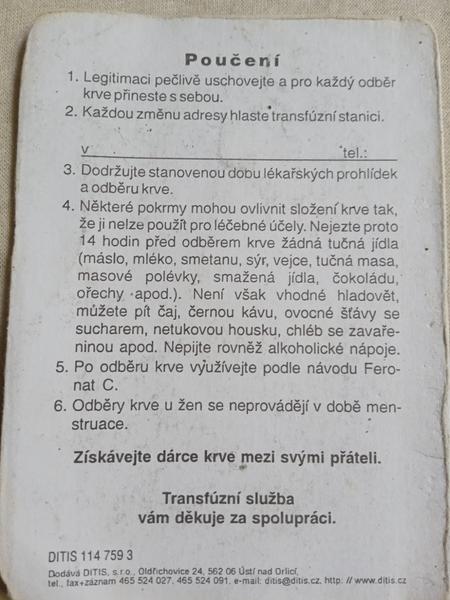 Poučení
1. Legitimaci pečlivě uschovejte a pro každý odběr
krve přineste s sebou.
2. Každou změnu adresy hlaste transfúzní stanici.
v tel.:
3. Dodržujte stanovenou dobu lékařských prohlídek
a odběru krve.
4. Některé pokrmy mohou ovlivnit složení krve tak,
že ji nelze použít pro léčebné účely. Nejezte proto
14 hodin před odběrem krve žádná tučná jídla
(máslo, mléko, smetanu, sýr, vejce, tučná masa,
masové polévky, smažená jídla, čokoládu,
ořechy apod.). Není však vhodné hladovět,
můžete pít čaj, černou kávu, ovocné šťávy se
sucharem, netukovou housku, chléb se zavaře-
ninou apod. Nepijte rovněž alkoholické nápoje.
5. Po odběru krve využívejte podle návodu Fero-
nat C.
6. Odběry krve u žen se neprovádějí v době men-
struace.
Získávejte dárce krve mezi svými přáteli.
Transfúzní služba
vám děkuje za spolupráci.
DITIS 114 759 3
Dodává DITIS, s.r.o., Oldřichovice 24, 562 06 Ústí nad Orlicí,
tel., fax+záznam 465 524 027, 465 524 091, e-mail: ditis@ditis.cz, http: // www.ditis.cz